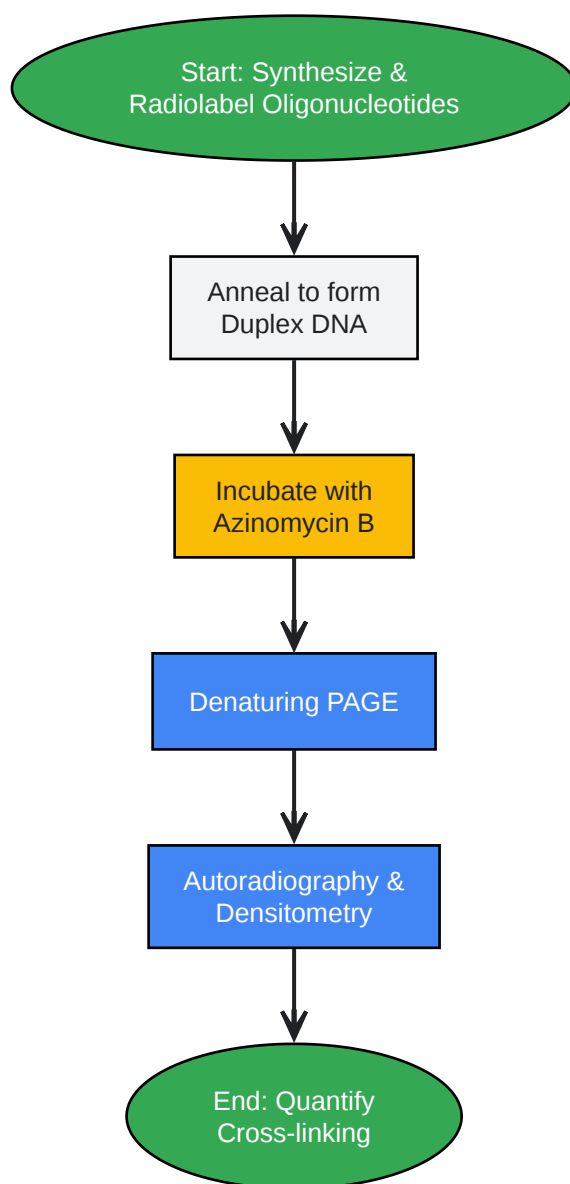 Start: Synthesize &
Radiolabel Oligonucleotides
Anneal to form
Duplex DNA
Incubate with
Azinomycin B
Denaturing PAGE
Autoradiography &
Densitometry
End: Quantify
Cross-linking